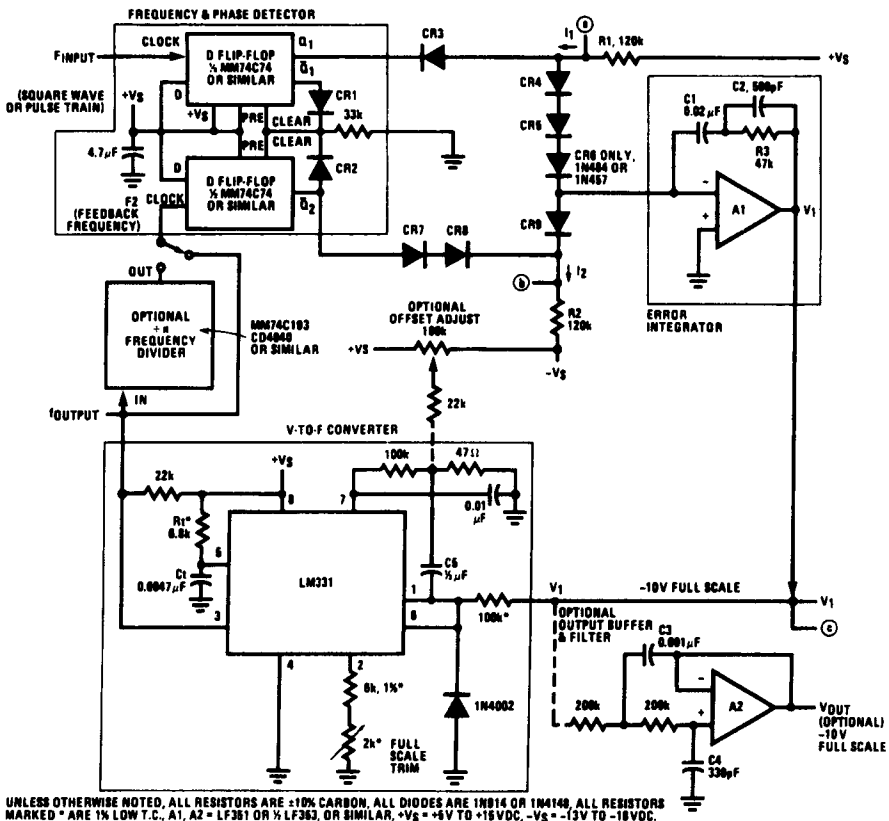 FREQUENCY & PHASE DETECTOR
CLOCK
FINPUT
D FLIP-FLOP
½ MM74C74
OR SIMILAR
Q1
Q̅1
CR3
I1
a
R1, 120k
+VS
(SQUARE WAVE
OR PULSE TRAIN)
+VS
D
+VS
PRE
CLEAR
CR1
33k
4.7µF
PRE
CLEAR
CR2
D
D FLIP-FLOP
½ MM74C74
OR SIMILAR
Q̅2
F2
CLOCK
(FEEDBACK
FREQUENCY)
CR4
CR5
CR6 ONLY,
1N484 OR
1N457
CR9
CR7
CR8
b
I2
R2
120k
-VS
C1
0.02µF
C2, 500pF
R3
47k
-
+
A1
V1
ERROR
INTEGRATOR
OUT
OPTIONAL
÷ n
FREQUENCY
DIVIDER
MM74C193
CD4040
OR SIMILAR
IN
fOUTPUT
OPTIONAL
OFFSET ADJUST
100k
+VS
22k
V-TO-F CONVERTER
+VS
22k
8
7
100k
47Ω
0.01
µF
Rt*
6.8k
5
Ct
0.0047µF
LM331
C5
½µF
1
6
100k*
3
4
2
6k, 1%*
2k*
FULL
SCALE
TRIM
1N4002
V1
-10V FULL SCALE
V1
c
OPTIONAL
OUTPUT BUFFER
& FILTER
C3
0.001µF
200k
200k
-
+
A2
C4
330pF
VOUT
(OPTIONAL)
-10V
FULL SCALE
UNLESS OTHERWISE NOTED, ALL RESISTORS ARE ±10% CARBON, ALL DIODES ARE 1N914 OR 1N4148, ALL RESISTORS
MARKED * ARE 1% LOW T.C., A1, A2 = LF351 OR ½ LF353, OR SIMILAR, +VS = +5V TO +15VDC, -VS = -13V TO -16VDC.